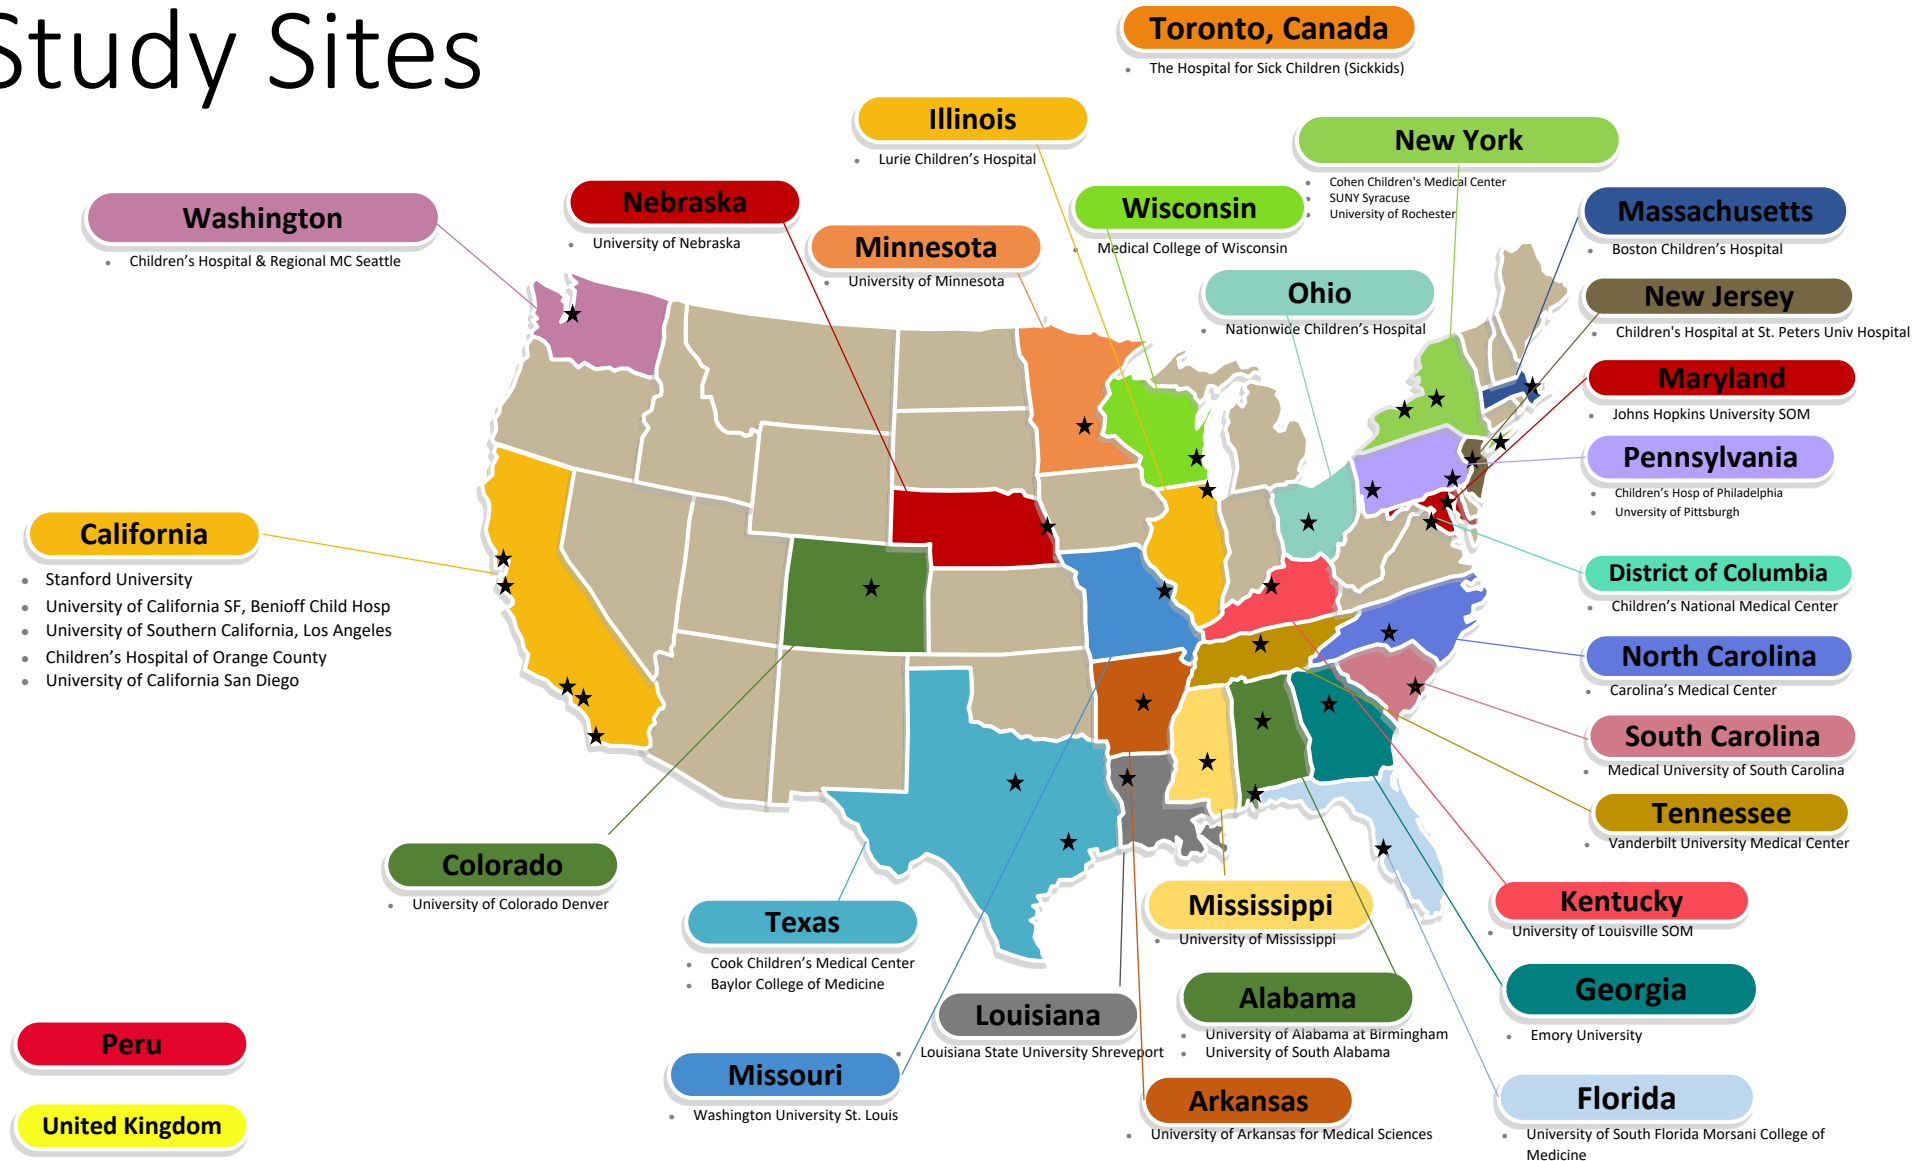 Study Sites
Toronto, Canada
The Hospital for Sick Children (Sickkids)
Illinois
Lurie Children's Hospital
New York
Cohen Children's Medical Center
SUNY Syracuse
University of Rochester
Washington
Children's Hospital & Regional MC Seattle
Nebraska
University of Nebraska
Minnesota
University of Minnesota
Wisconsin
Medical College of Wisconsin
Massachusetts
Boston Children's Hospital
Ohio
Nationwide Children's Hospital
New Jersey
Children's Hospital at St. Peters Univ Hospital
Maryland
Johns Hopkins University SOM
Pennsylvania
Children's Hosp of Philadelphia
Unversity of Pittsburgh
California
Stanford University
University of California SF, Benioff Child Hosp
University of Southern California, Los Angeles
Children's Hospital of Orange County
University of California San Diego
District of Columbia
Children's National Medical Center
North Carolina
Carolina's Medical Center
South Carolina
Medical University of South Carolina
Tennessee
Vanderbilt University Medical Center
Colorado
University of Colorado Denver
Texas
Cook Children's Medical Center
Baylor College of Medicine
Mississippi
University of Mississippi
Kentucky
University of Louisville SOM
Louisiana
Louisiana State University Shreveport
Alabama
University of Alabama at Birmingham
University of South Alabama
Georgia
Emory University
Peru
United Kingdom
Missouri
Washington University St. Louis
Arkansas
University of Arkansas for Medical Sciences
Florida
University of South Florida Morsani College of
Medicine